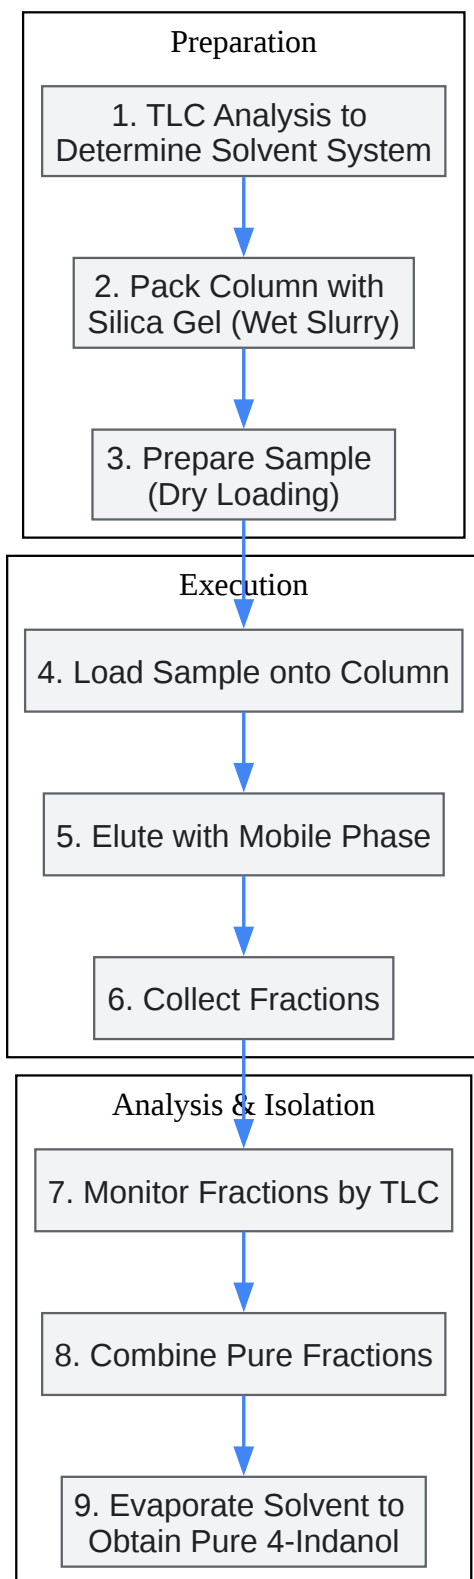 Preparation
1. TLC Analysis to
Determine Solvent System
2. Pack Column with
Silica Gel (Wet Slurry)
3. Prepare Sample
(Dry Loading)
Execution
4. Load Sample onto Column
5. Elute with Mobile Phase
6. Collect Fractions
Analysis & Isolation
7. Monitor Fractions by TLC
8. Combine Pure Fractions
9. Evaporate Solvent to
Obtain Pure 4-Indanol